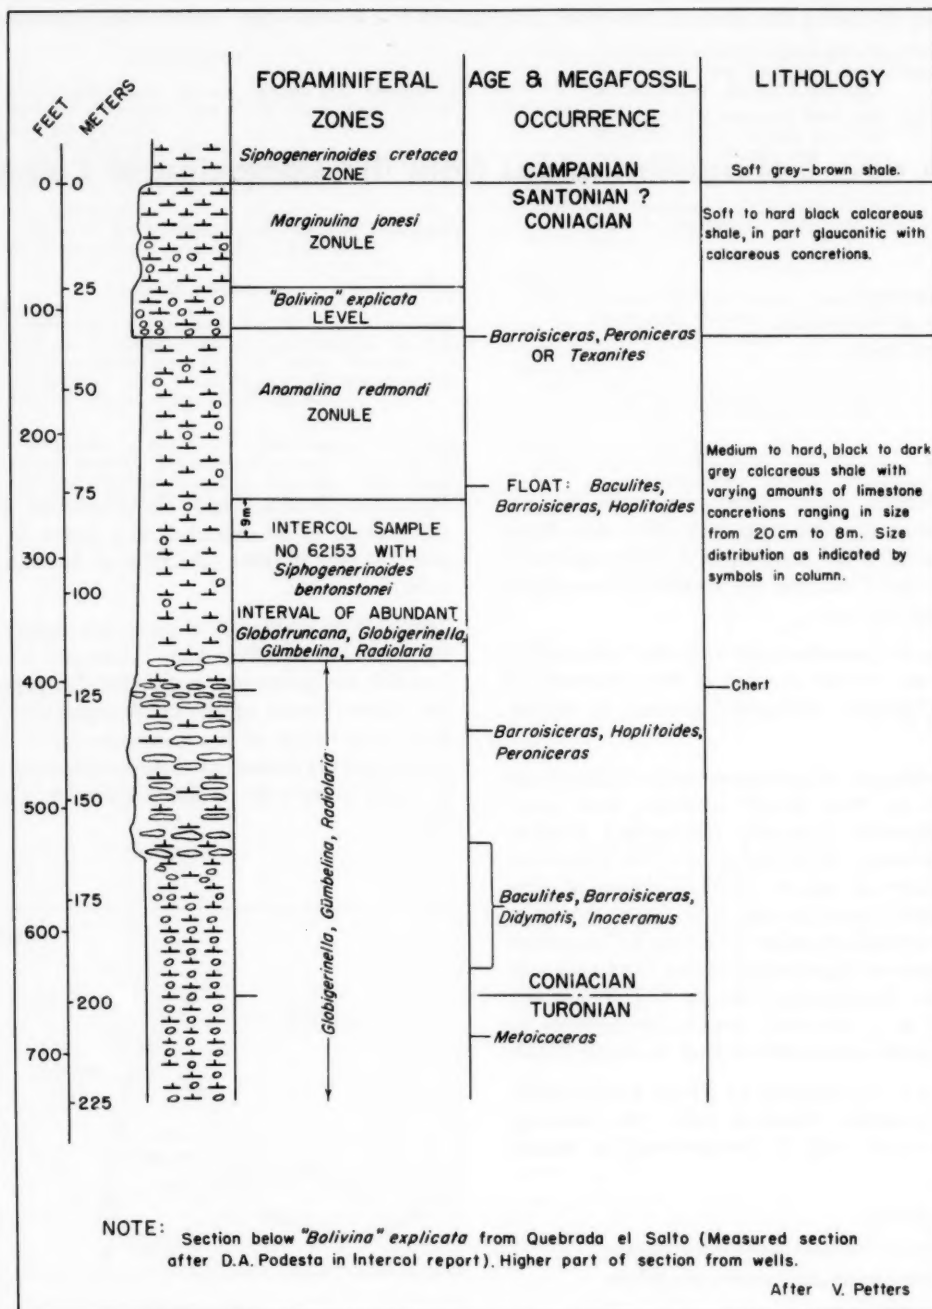 FEET
METERS
FORAMINIFERAL
ZONES
AGE & MEGAFOSSIL
OCCURRENCE
LITHOLOGY
0
100
200
300
400
500
600
700
0
25
50
75
100
125
150
175
200
225
Siphogenerinoides cretacea
ZONE
Marginulina jonesi
ZONULE
"Bolivina" explicata
LEVEL
Anomalina redmondi
ZONULE
-9m-
INTERCOL SAMPLE
NO 62153 WITH
Siphogenerinoides
bentonstonei
INTERVAL OF ABUNDANT
Globotruncana, Globigerinella,
Gümbelina, Radiolaria
Globigerinella, Gümbelina, Radiolaria
CAMPANIAN
SANTONIAN ?
CONIACIAN
Barroisiceras, Peroniceras
OR Texanites
FLOAT: Baculites,
Barroisiceras, Hoplitoides
Barroisiceras, Hoplitoides,
Peroniceras
Baculites, Barroisiceras,
Didymotis, Inoceramus
CONIACIAN
TURONIAN
Metoicoceras
Soft grey-brown shale.
Soft to hard black calcareous
shale, in part glauconitic with
calcareous concretions.
Medium to hard, black to dark
grey calcareous shale with
varying amounts of limestone
concretions ranging in size
from 20cm to 8m. Size
distribution as indicated by
symbols in column.
Chert
NOTE: Section below "Bolivina" explicata from Quebrada el Salto (Measured section
after D.A. Podesta in Intercol report). Higher part of section from wells.
After V. Petters